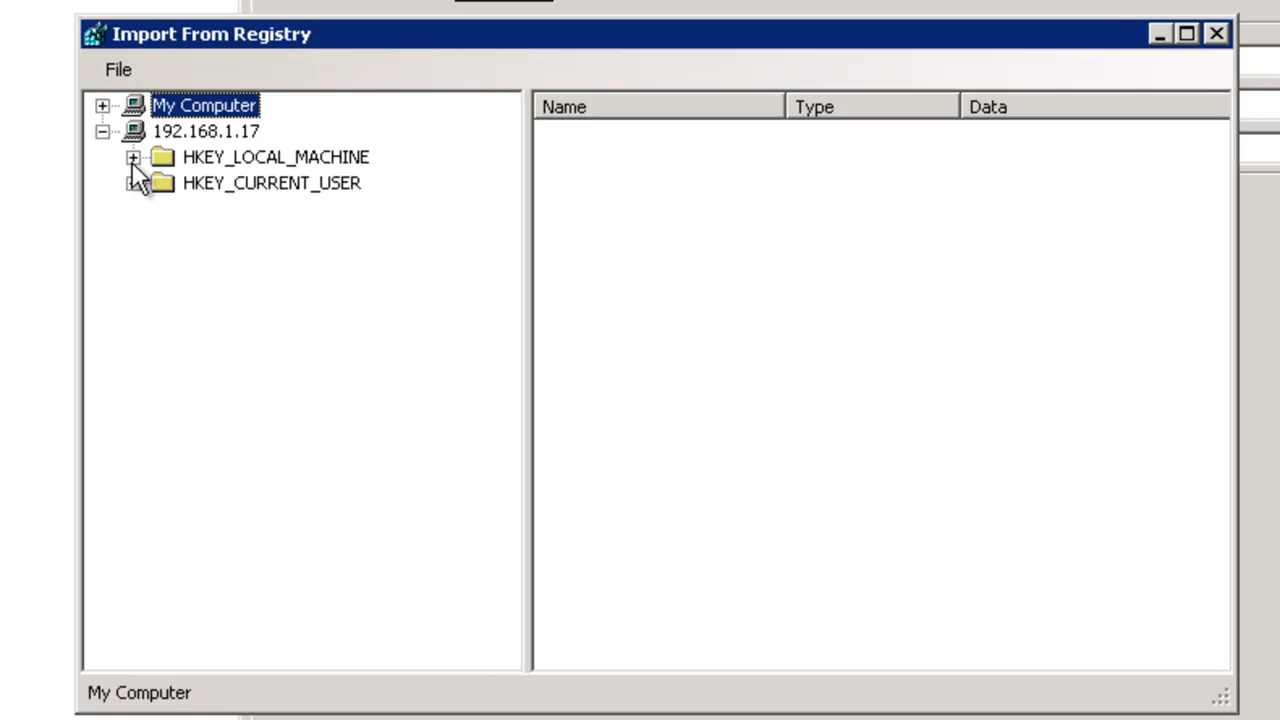 Import From Registry
File
My Computer
192.168.1.17
HKEY_LOCAL_MACHINE
HKEY_CURRENT_USER
Name Type Data
My Computer